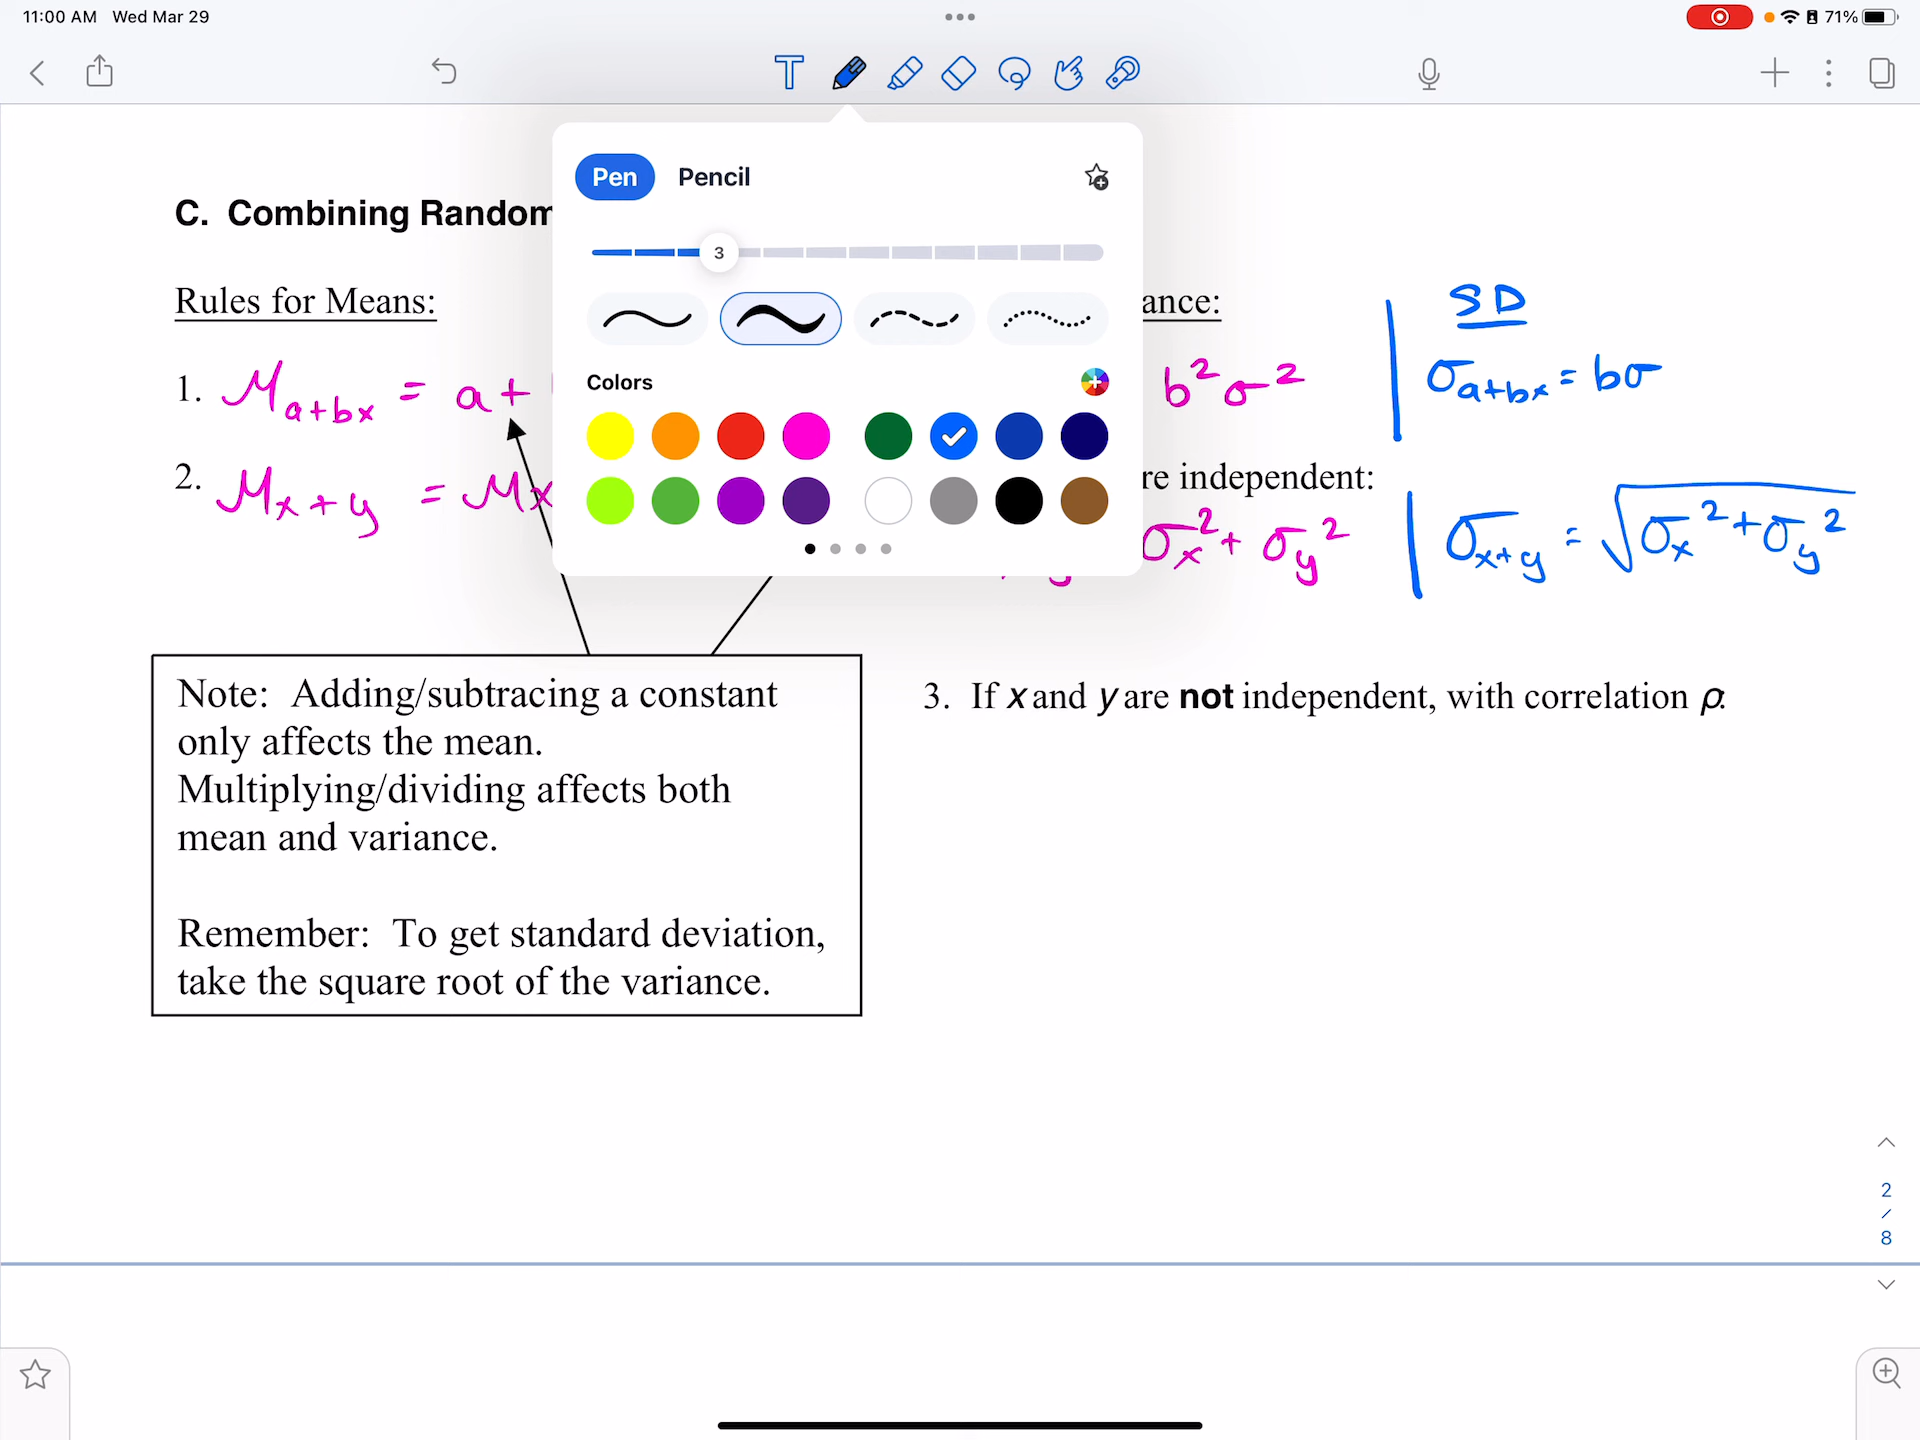 11:00 AM Wed Mar 29
71%
T
Pen Pencil
3
Colors
C. Combining Random
Rules for Means:
ance:
SD
1. μa+bx = a +
b²σ²
σa+bx = bσ
2. μx+y = μx
re independent:
σx² + σy²
σx+y = √σx² + σy²
Note: Adding/subtracing a constant
only affects the mean.
Multiplying/dividing affects both
mean and variance.
Remember: To get standard deviation,
take the square root of the variance.
3. If x and y are not independent, with correlation ρ:
2
/
8